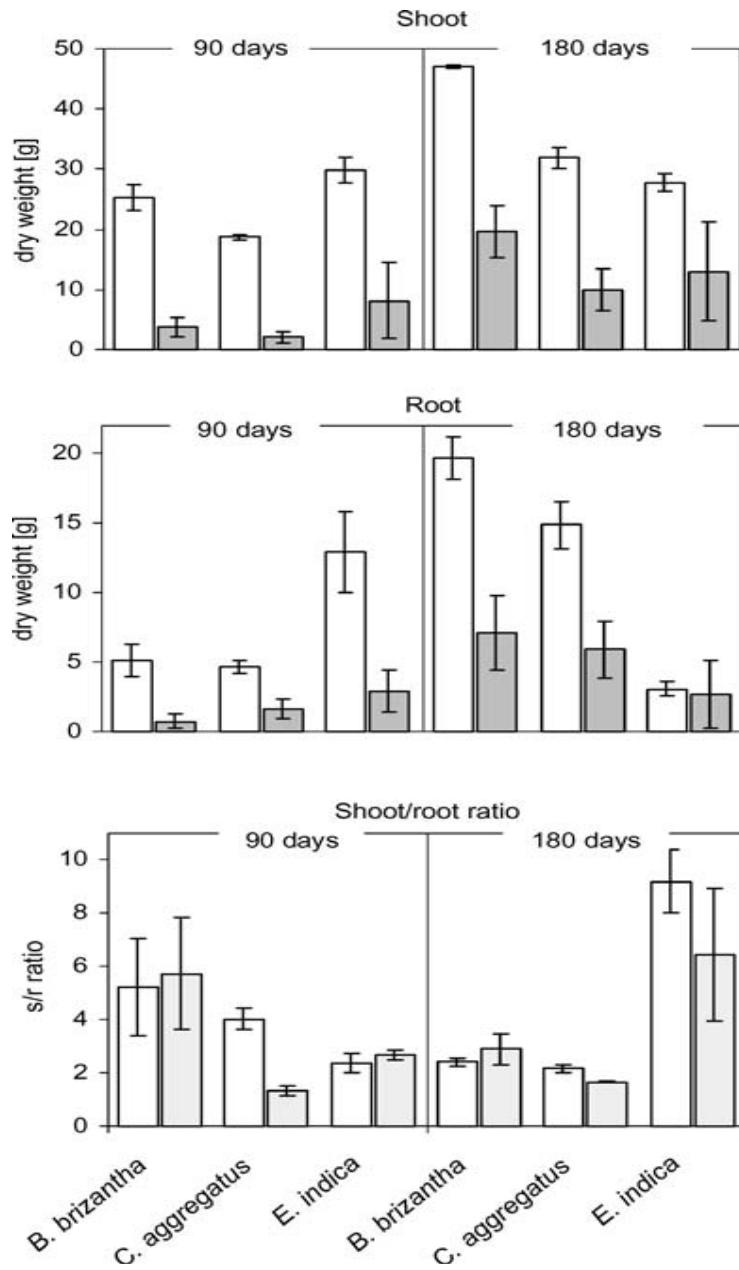 Shoot
90 days 180 days
50
40
30
20
10
0
dry weight [g]
Root
90 days 180 days
20
15
10
5
0
dry weight [g]
Shoot/root ratio
90 days 180 days
10
8
6
4
2
0
s/r ratio
B. brizantha C. aggregatus E. indica B. brizantha C. aggregatus E. indica